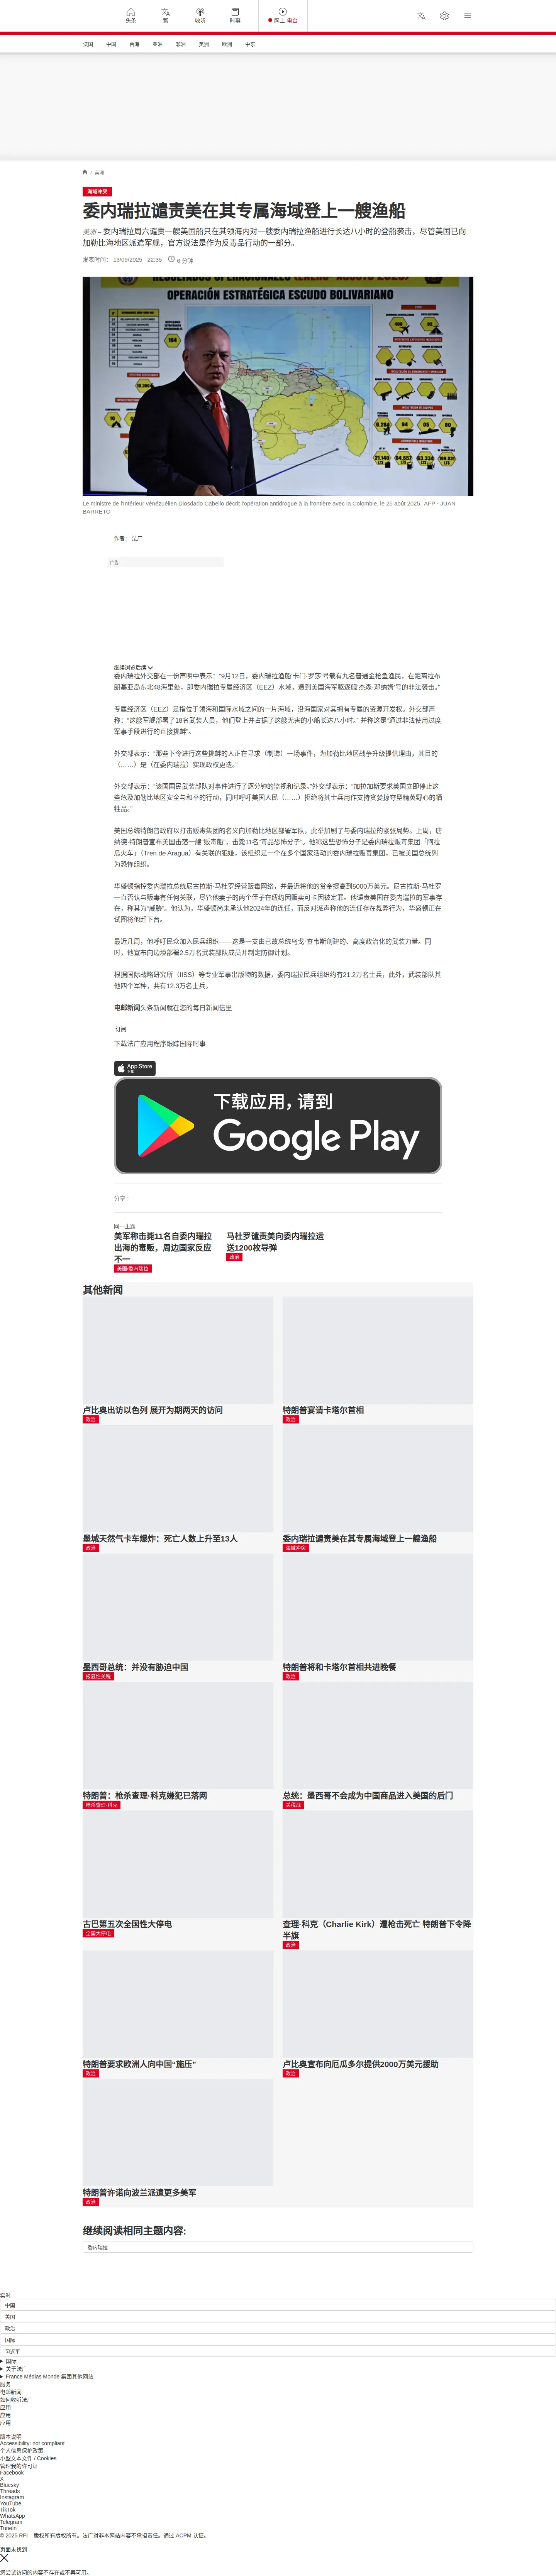 头条
繁
收听
时事
网上 电台
法国
中国
台海
亚洲
非洲
美洲
欧洲
中东
/ 美洲
海域冲突
委内瑞拉谴责美在其专属海域登上一艘渔船
美洲 – 委内瑞拉周六谴责一艘美国船只在其领海内对一艘委内瑞拉渔船进行长达八小时的登船袭击，尽管美国已向
加勒比海地区派遣军舰，官方说法是作为反毒品行动的一部分。
发表时间： 13/09/2025 - 22:35
6 分钟
OPERACIÓN ESTRATÉGICA ESCUDO BOLIVARIANO
Le ministre de l'Intérieur vénézuélien Diosdado Cabello décrit l'opération antidrogue à la frontière avec la Colombie, le 25 août 2025. AFP - JUAN
BARRETO
作者： 法广
广告
继续浏览后续
委内瑞拉外交部在一份声明中表示：“9月12日，委内瑞拉渔船‘卡门·罗莎’号载有九名普通金枪鱼渔民，在距离拉布
朗基亚岛东北48海里处，即委内瑞拉专属经济区（EEZ）水域，遭到美国海军驱逐舰‘杰森·邓纳姆’号的非法袭击。”
专属经济区（EEZ）是指位于领海和国际水域之间的一片海域，沿海国家对其拥有专属的资源开发权。外交部声
称：“这艘军舰部署了18名武装人员，他们登上并占据了这艘无害的小船长达八小时。” 并称这是“通过非法使用过度
军事手段进行的直接挑衅”。
外交部表示：“那些下令进行这些挑衅的人正在寻求（制造）一场事件，为加勒比地区战争升级提供理由，其目的
（……）是（在委内瑞拉）实现政权更迭。”
外交部表示：“该国国民武装部队对事件进行了逐分钟的监视和记录。”外交部表示：“加拉加斯要求美国立即停止这
些危及加勒比地区安全与和平的行动，同时呼吁美国人民（……）拒绝将其士兵用作支持贪婪掠夺型精英野心的牺
牲品。”
美国总统特朗普政府以打击贩毒集团的名义向加勒比地区部署军队，此举加剧了与委内瑞拉的紧张局势。上周，唐
纳德·特朗普宣布美国击落一艘“贩毒船”，击毙11名“毒品恐怖分子”。他称这些恐怖分子是委内瑞拉贩毒集团「阿拉
瓜火车」（Tren de Aragua）有关联的犯嫌，该组织是一个在多个国家活动的委内瑞拉贩毒集团，已被美国总统列
为恐怖组织。
华盛顿指控委内瑞拉总统尼古拉斯·马杜罗经营贩毒网络，并最近将他的赏金提高到5000万美元。尼古拉斯·马杜罗
一直否认与贩毒有任何关联，尽管他妻子的两个侄子在纽约因贩卖可卡因被定罪。他谴责美国在委内瑞拉的军事存
在，称其为“威胁”。他认为，华盛顿尚未承认他2024年的连任，而反对派声称他的连任存在舞弊行为，华盛顿正在
试图将他赶下台。
最近几周，他呼吁民众加入民兵组织——这是一支由已故总统乌戈·查韦斯创建的、高度政治化的武装力量。同
时，他宣布向边境部署2.5万名武装部队成员并制定防御计划。
根据国际战略研究所（IISS）等专业军事出版物的数据，委内瑞拉民兵组织约有21.2万名士兵，此外，武装部队其
他四个军种，共有12.3万名士兵。
电邮新闻头条新闻就在您的每日新闻信里
订阅
下载法广应用程序跟踪国际时事
App Store
下载
下载应用，请到
Google Play
分享 :
同一主题
美军称击毙11名自委内瑞拉
出海的毒贩，周边国家反应
不一
美国/委内瑞拉
马杜罗谴责美向委内瑞拉运
送1200枚导弹
政治
其他新闻
卢比奥出访以色列 展开为期两天的访问
政治
特朗普宴请卡塔尔首相
政治
墨城天然气卡车爆炸：死亡人数上升至13人
政治
委内瑞拉谴责美在其专属海域登上一艘渔船
海域冲突
墨西哥总统：并没有胁迫中国
报复性关税
特朗普将和卡塔尔首相共进晚餐
政治
特朗普：枪杀查理·科克嫌犯已落网
枪杀查理 科克
总统：墨西哥不会成为中国商品进入美国的后门
关税战
古巴第五次全国性大停电
全国大停电
查理·科克（Charlie Kirk）遭枪击死亡 特朗普下令降
半旗
政治
特朗普要求欧洲人向中国“施压”
政治
卢比奥宣布向厄瓜多尔提供2000万美元援助
政治
特朗普许诺向波兰派遣更多美军
政治
继续阅读相同主题内容:
委内瑞拉
实时
中国
美国
政治
国际
习近平
国际
关于法广
France Médias Monde 集团其他网站
服务
电邮新闻
如何收听法广
应用
应用
应用
版本说明
Accessibility: not compliant
个人信息保护政策
小型文本文件 / Cookies
管理我的许可证
Facebook
X
Bluesky
Threads
Instagram
YouTube
TikTok
WhatsApp
Telegram
TuneIn
© 2025 RFI – 版权所有版权所有。法广对非本网站内容不承担责任。通过 ACPM 认证。
页面未找到
您尝试访问的内容不存在或不再可用。